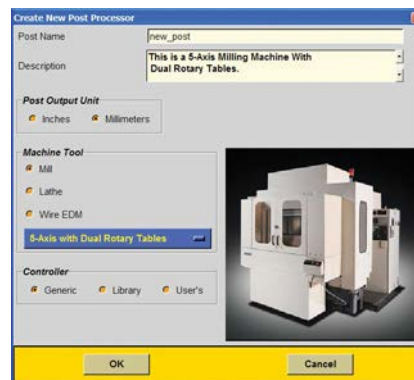 Create New Post Processor
Post Name
new_post
Description
This is a 5-Axis Milling Machine With
Dual Rotary Tables.
Post Output Unit
Inches Millimeters
Machine Tool
Mill
Lathe
Wire EDM
5-Axis with Dual Rotary Tables
Controller
Generic Library User's
OK Cancel